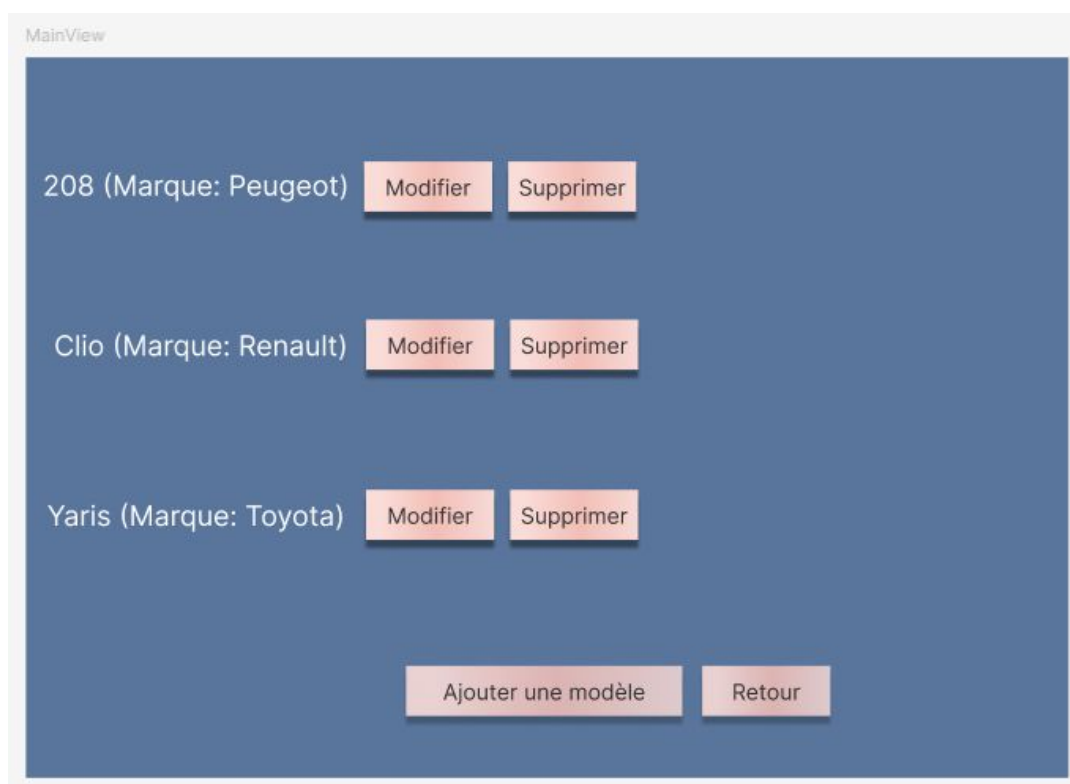 MainView
208 (Marque: Peugeot) Modifier Supprimer
Clio (Marque: Renault) Modifier Supprimer
Yaris (Marque: Toyota) Modifier Supprimer
Ajouter une modèle Retour